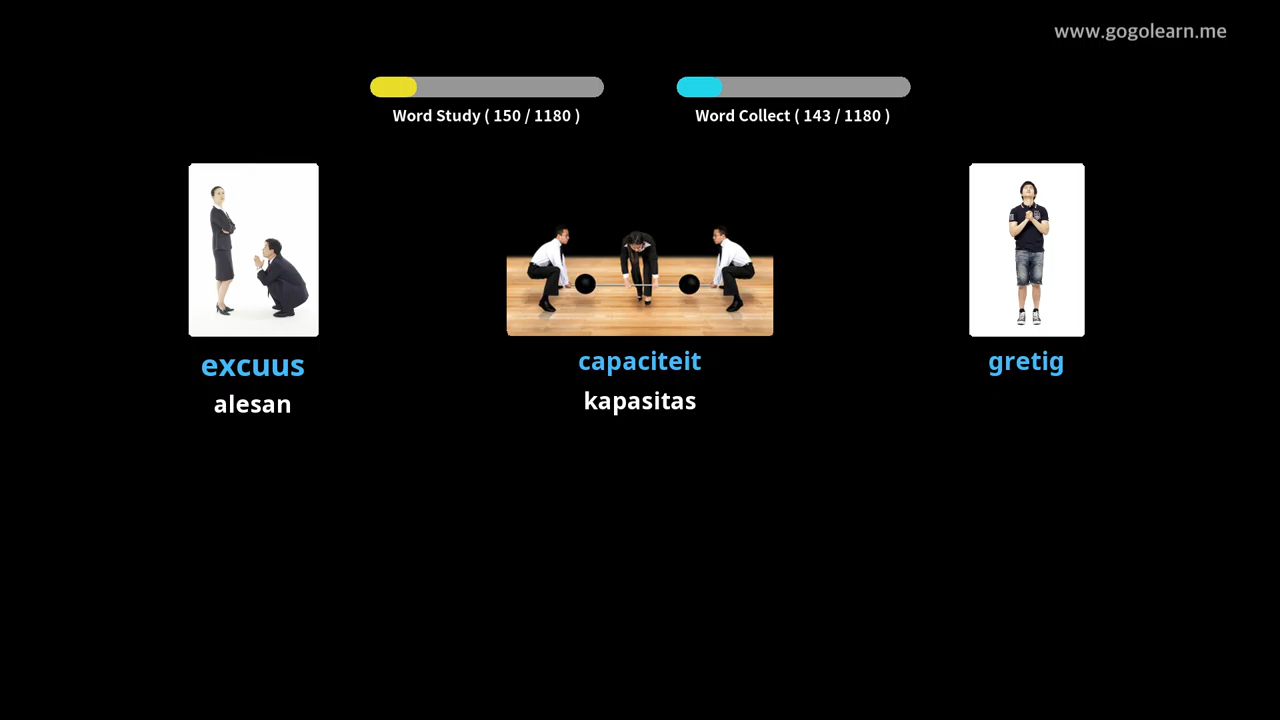 www.gogolearn.me
Word Study ( 150 / 1180 )
Word Collect ( 143 / 1180 )
excuus
alesan
capaciteit
kapasitas
gretig